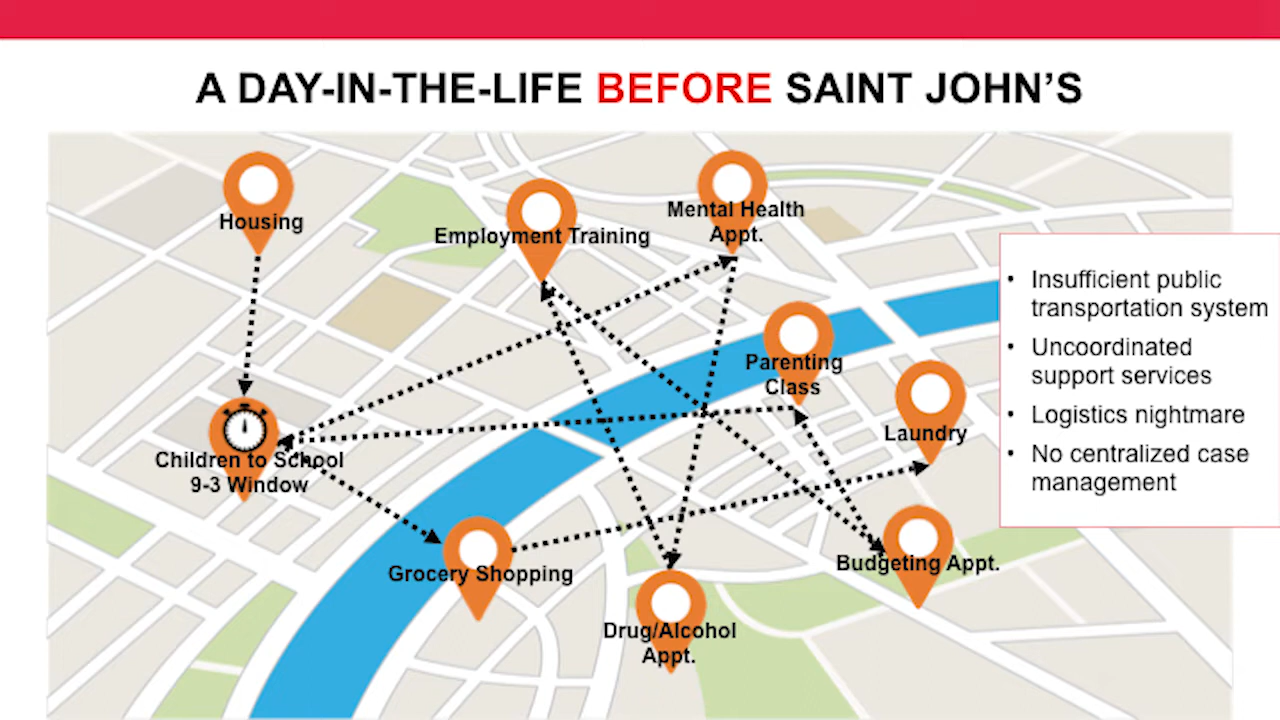 A DAY-IN-THE-LIFE BEFORE SAINT JOHN'S
Housing
Employment Training
Mental Health
Appt.
Parenting
Class
Laundry
Children to School
9-3 Window
Grocery Shopping
Drug/Alcohol
Appt.
Budgeting Appt.
• Insufficient public
transportation system
• Uncoordinated
support services
• Logistics nightmare
• No centralized case
management